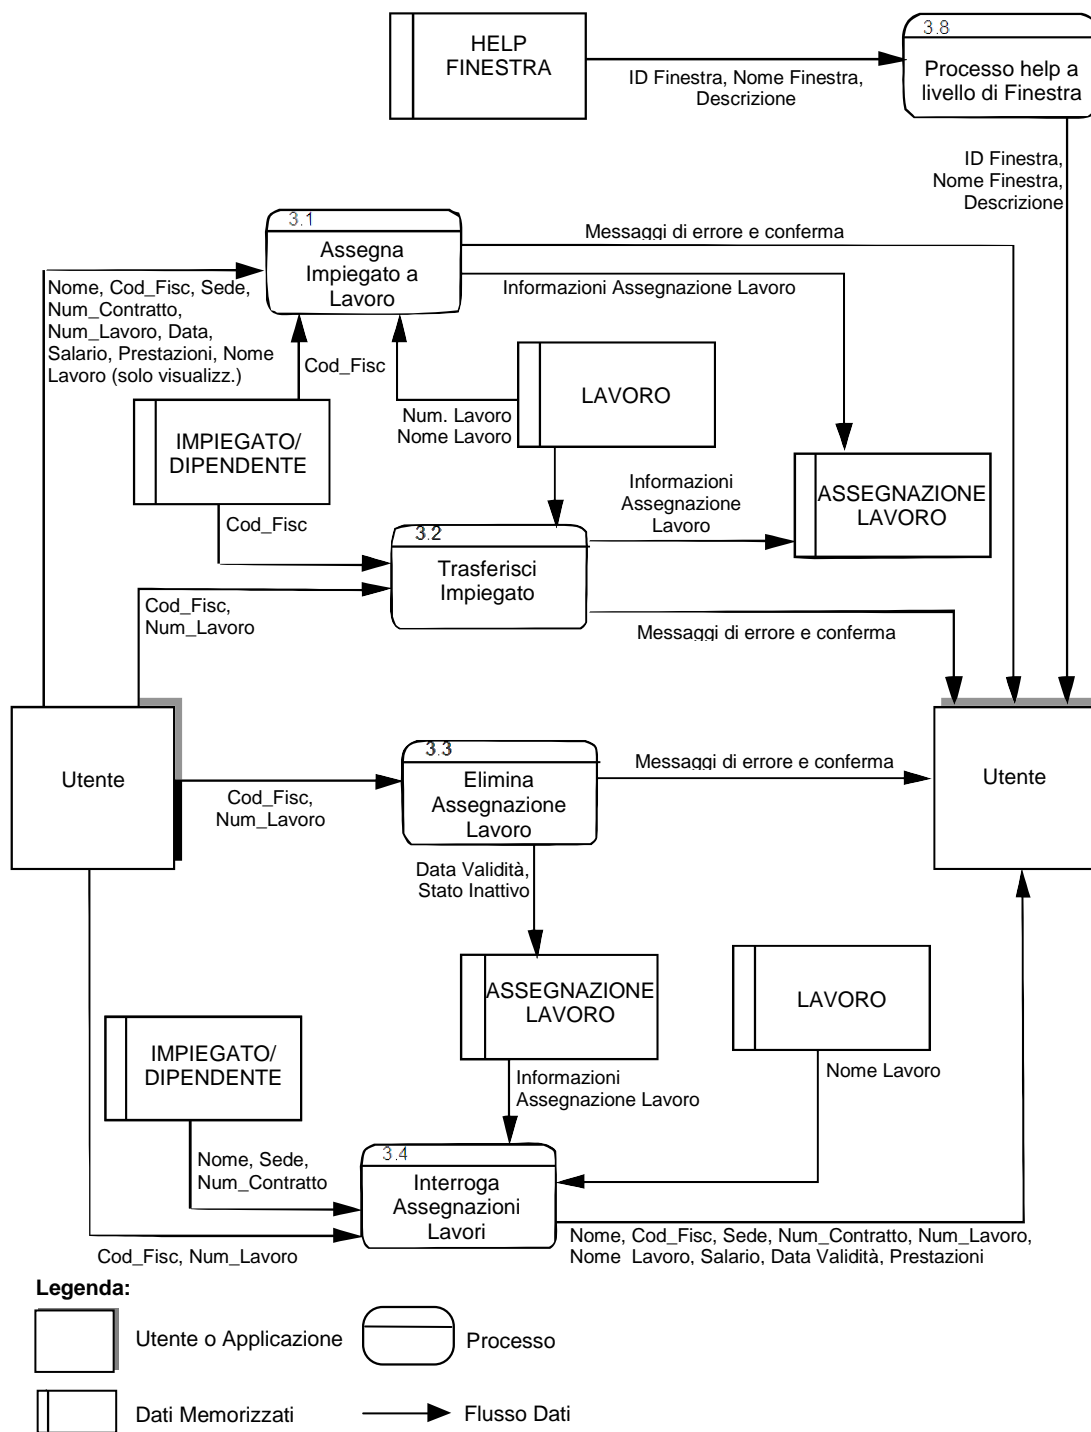 HELP
FINESTRA
3.8
Processo help a
livello di Finestra
ID Finestra, Nome Finestra,
Descrizione
ID Finestra,
Nome Finestra,
Descrizione
3.1
Assegna
Impiegato a
Lavoro
Messaggi di errore e conferma
Informazioni Assegnazione Lavoro
Nome, Cod_Fisc, Sede,
Num_Contratto,
Num_Lavoro, Data,
Salario, Prestazioni, Nome
Lavoro (solo visualizz.)
Cod_Fisc
LAVORO
Num. Lavoro
Nome Lavoro
IMPIEGATO/
DIPENDENTE
Informazioni
Assegnazione
Lavoro
ASSEGNAZIONE
LAVORO
Cod_Fisc
3.2
Trasferisci
Impiegato
Cod_Fisc,
Num_Lavoro
Messaggi di errore e conferma
Utente
3.3
Elimina
Assegnazione
Lavoro
Messaggi di errore e conferma
Utente
Cod_Fisc,
Num_Lavoro
Data Validità,
Stato Inattivo
ASSEGNAZIONE
LAVORO
LAVORO
IMPIEGATO/
DIPENDENTE
Nome Lavoro
Informazioni
Assegnazione Lavoro
Nome, Sede,
Num_Contratto
3.4
Interroga
Assegnazioni
Lavori
Cod_Fisc, Num_Lavoro
Nome, Cod_Fisc, Sede, Num_Contratto, Num_Lavoro,
Nome Lavoro, Salario, Data Validità, Prestazioni
Legenda:
Utente o Applicazione
Processo
Dati Memorizzati
Flusso Dati